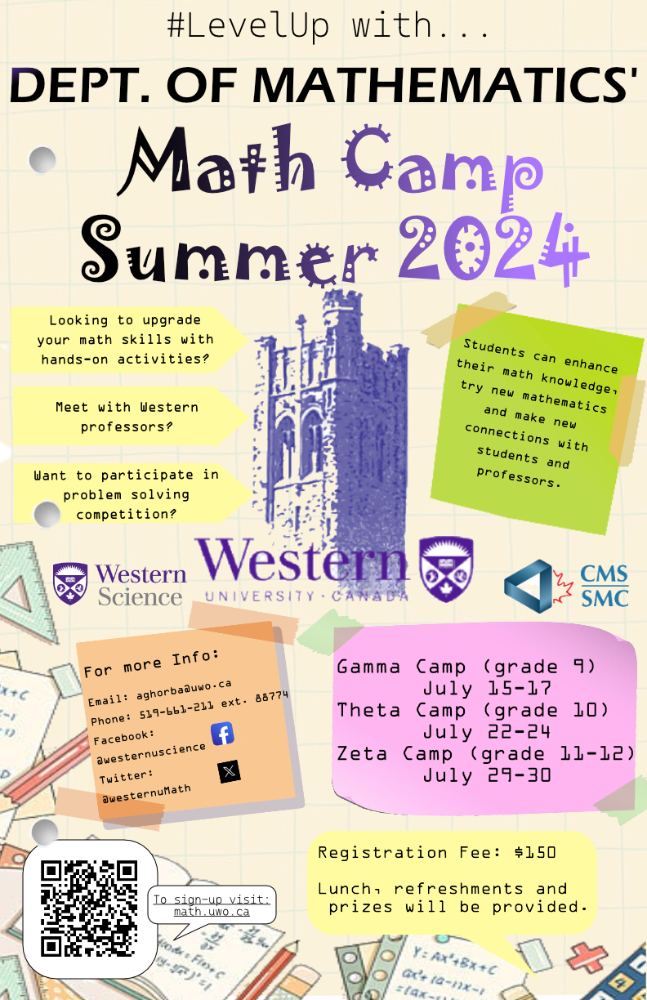 #LevelUp with...
DEPT. OF MATHEMATICS'
Math Camp
Summer 2024
Looking to upgrade
your math skills with
hands-on activities?
Meet with Western
professors?
Want to participate in
problem solving
competition?
Students can enhance
their math knowledge,
try new mathematics
and make new
connections with
students and
professors.
Western
Science
Western
UNIVERSITY · CANADA
CMS
SMC
For more Info:
Email: aghorba@uwo.ca
Phone: 519-661-211 ext. 88774
Facebook:
@westernuscience
Twitter:
@westernuMath
Gamma Camp (grade 9)
July 15-17
Theta Camp (grade 10)
July 22-24
Zeta Camp (grade 11-12)
July 29-30
To sign-up visit:
math.uwo.ca
Registration Fee: $150
Lunch, refreshments and
prizes will be provided.
Y = AX²+BX+C